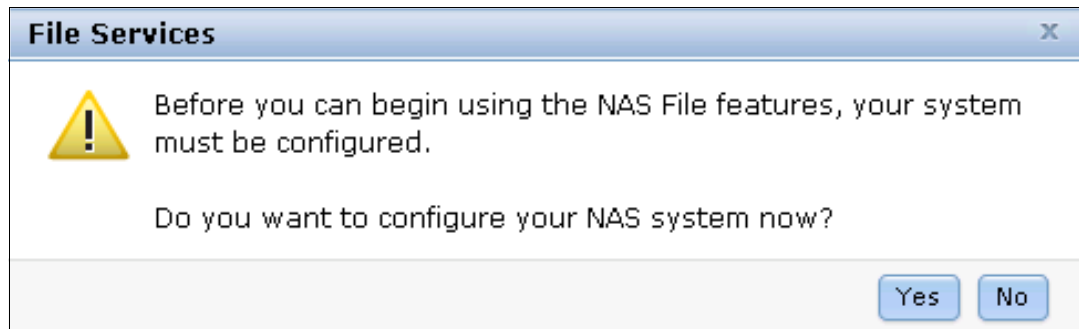 File Services
x
Before you can begin using the NAS File features, your system
must be configured.
Do you want to configure your NAS system now?
Yes No